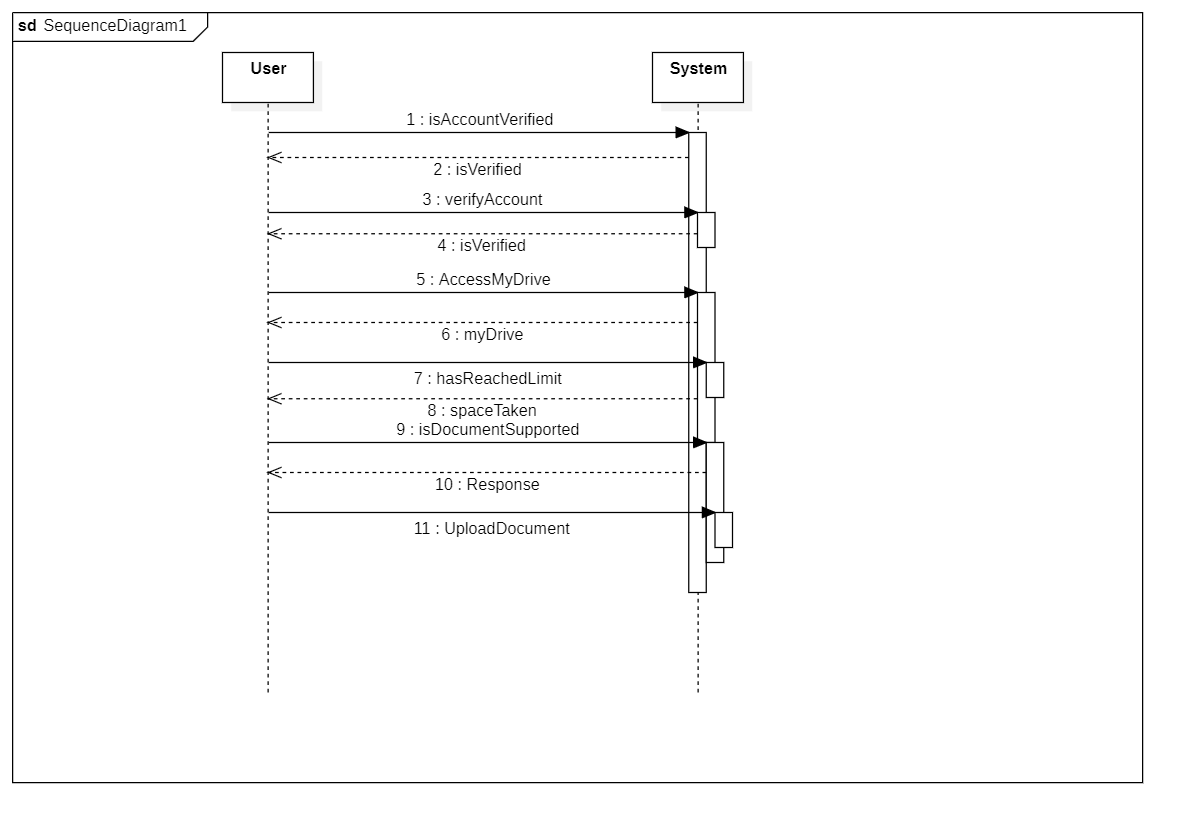 sd SequenceDiagram1
User
System
1 : isAccountVerified
2 : isVerified
3 : verifyAccount
4 : isVerified
5 : AccessMyDrive
6 : myDrive
7 : hasReachedLimit
8 : spaceTaken
9 : isDocumentSupported
10 : Response
11 : UploadDocument